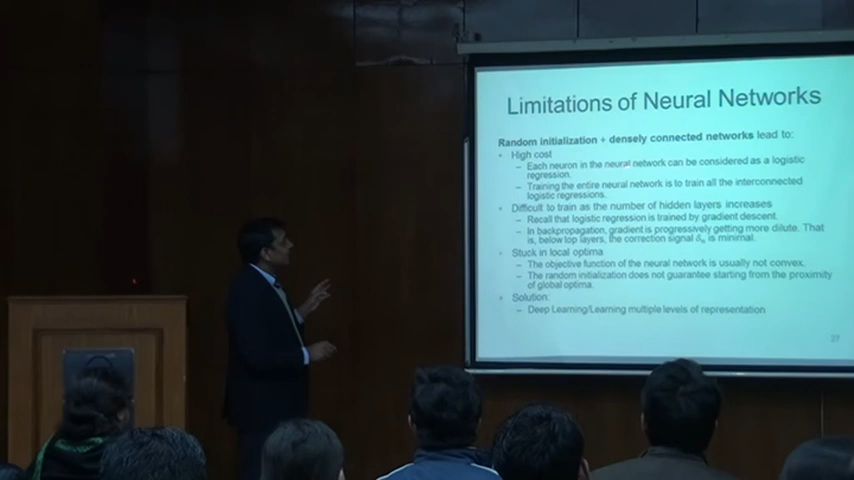 Limitations of Neural Networks
Random initialization + densely connected networks lead to:
• High cost
– Each neuron in the neural network can be considered as a logistic
regression.
– Training the entire neural network is to train all the interconnected
logistic regressions.
• Difficult to train as the number of hidden layers increases
– Recall that logistic regression is trained by gradient descent.
– In backpropagation, gradient is progressively getting more dilute. That
is, below top layers, the correction signal δₙ is minimal.
• Stuck in local optima
– The objective function of the neural network is usually not convex.
– The random initialization does not guarantee starting from the proximity
of global optima.
• Solution:
– Deep Learning/Learning multiple levels of representation
27